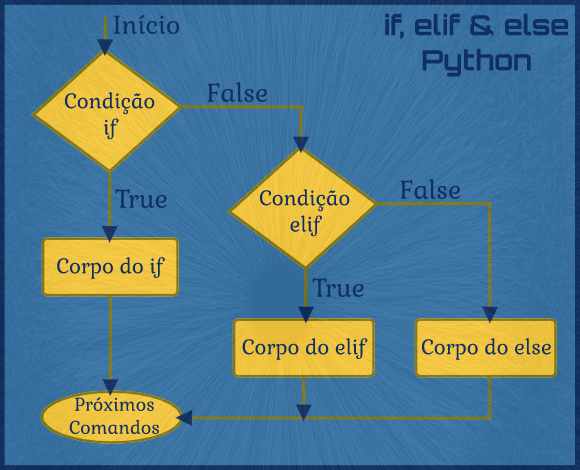 if, elif & else
Python
Início
Condição
if
False
True
Condição
elif
False
True
Corpo do if
Corpo do elif
Corpo do else
Próximos
Comandos